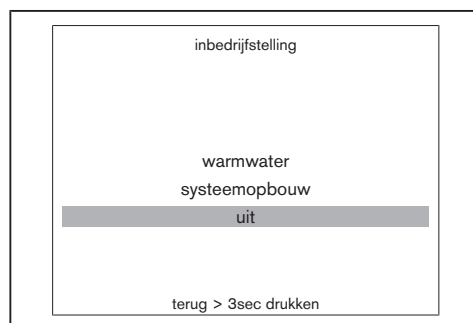 inbedrijfstelling
warmwater
systeemopbouw
uit
terug > 3sec drukken